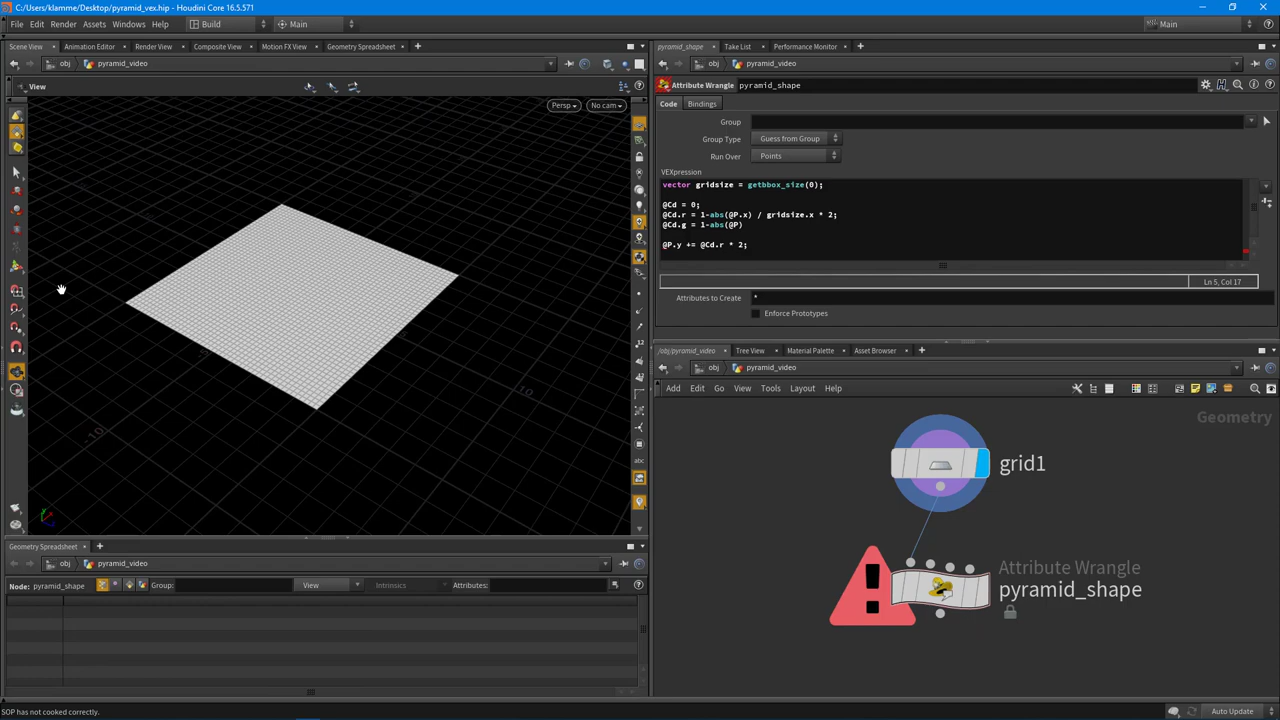 C:/Users/klamme/Desktop/pyramid_vex.hip - Houdini Core 16.5.571
File Edit Render Assets Windows Help Build Main Main
Scene View Animation Editor Render View Composite View Motion FX View Geometry Spreadsheet
obj pyramid_video
View
Persp No cam
10
-10
abc
Geometry Spreadsheet
obj pyramid_video
Node: pyramid_shape Group: View Intrinsics Attributes:
SOP has not cooked correctly.
pyramid_shape Take List Performance Monitor
obj pyramid_video
Attribute Wrangle pyramid_shape
Code Bindings
Group
Group Type Guess from Group
Run Over Points
VEXpression
vector gridsize = getbbox_size(0);
@Cd = 0;
@Cd.r = 1-abs(@P.x) / gridsize.x * 2;
@Cd.g = 1-abs(@P)
@P.y += @Cd.r * 2;
Ln 5, Col 17
Attributes to Create *
Enforce Prototypes
/obj/pyramid_video Tree View Material Palette Asset Browser
obj pyramid_video
Add Edit Go View Tools Layout Help
Geometry
grid1
Attribute Wrangle
pyramid_shape
Auto Update